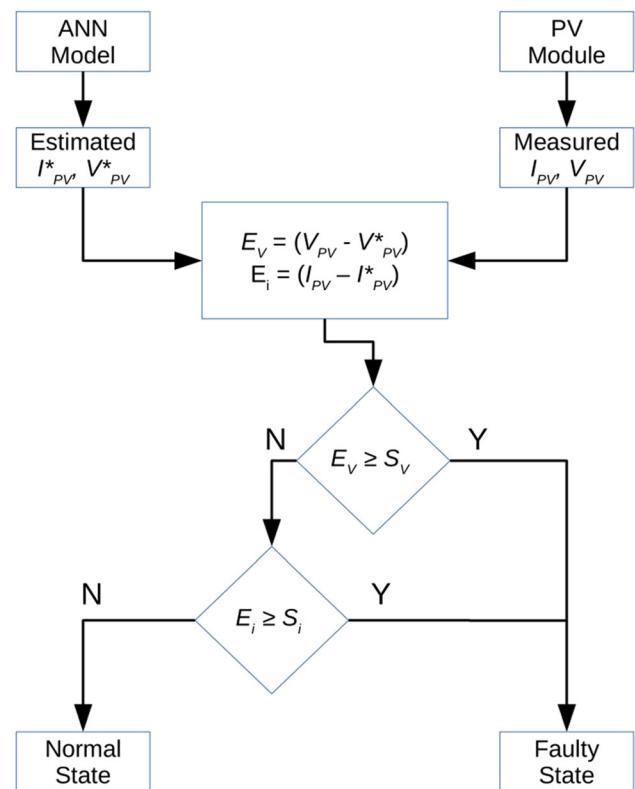 ANN
Model
PV
Module
Estimated
I*PV, V*PV
Measured
IPV, VPV
EV = (VPV - V*PV)
Ei = (IPV – I*PV)
N
Y
EV ≥ SV
N
Y
Ei ≥ Si
Normal
State
Faulty
State